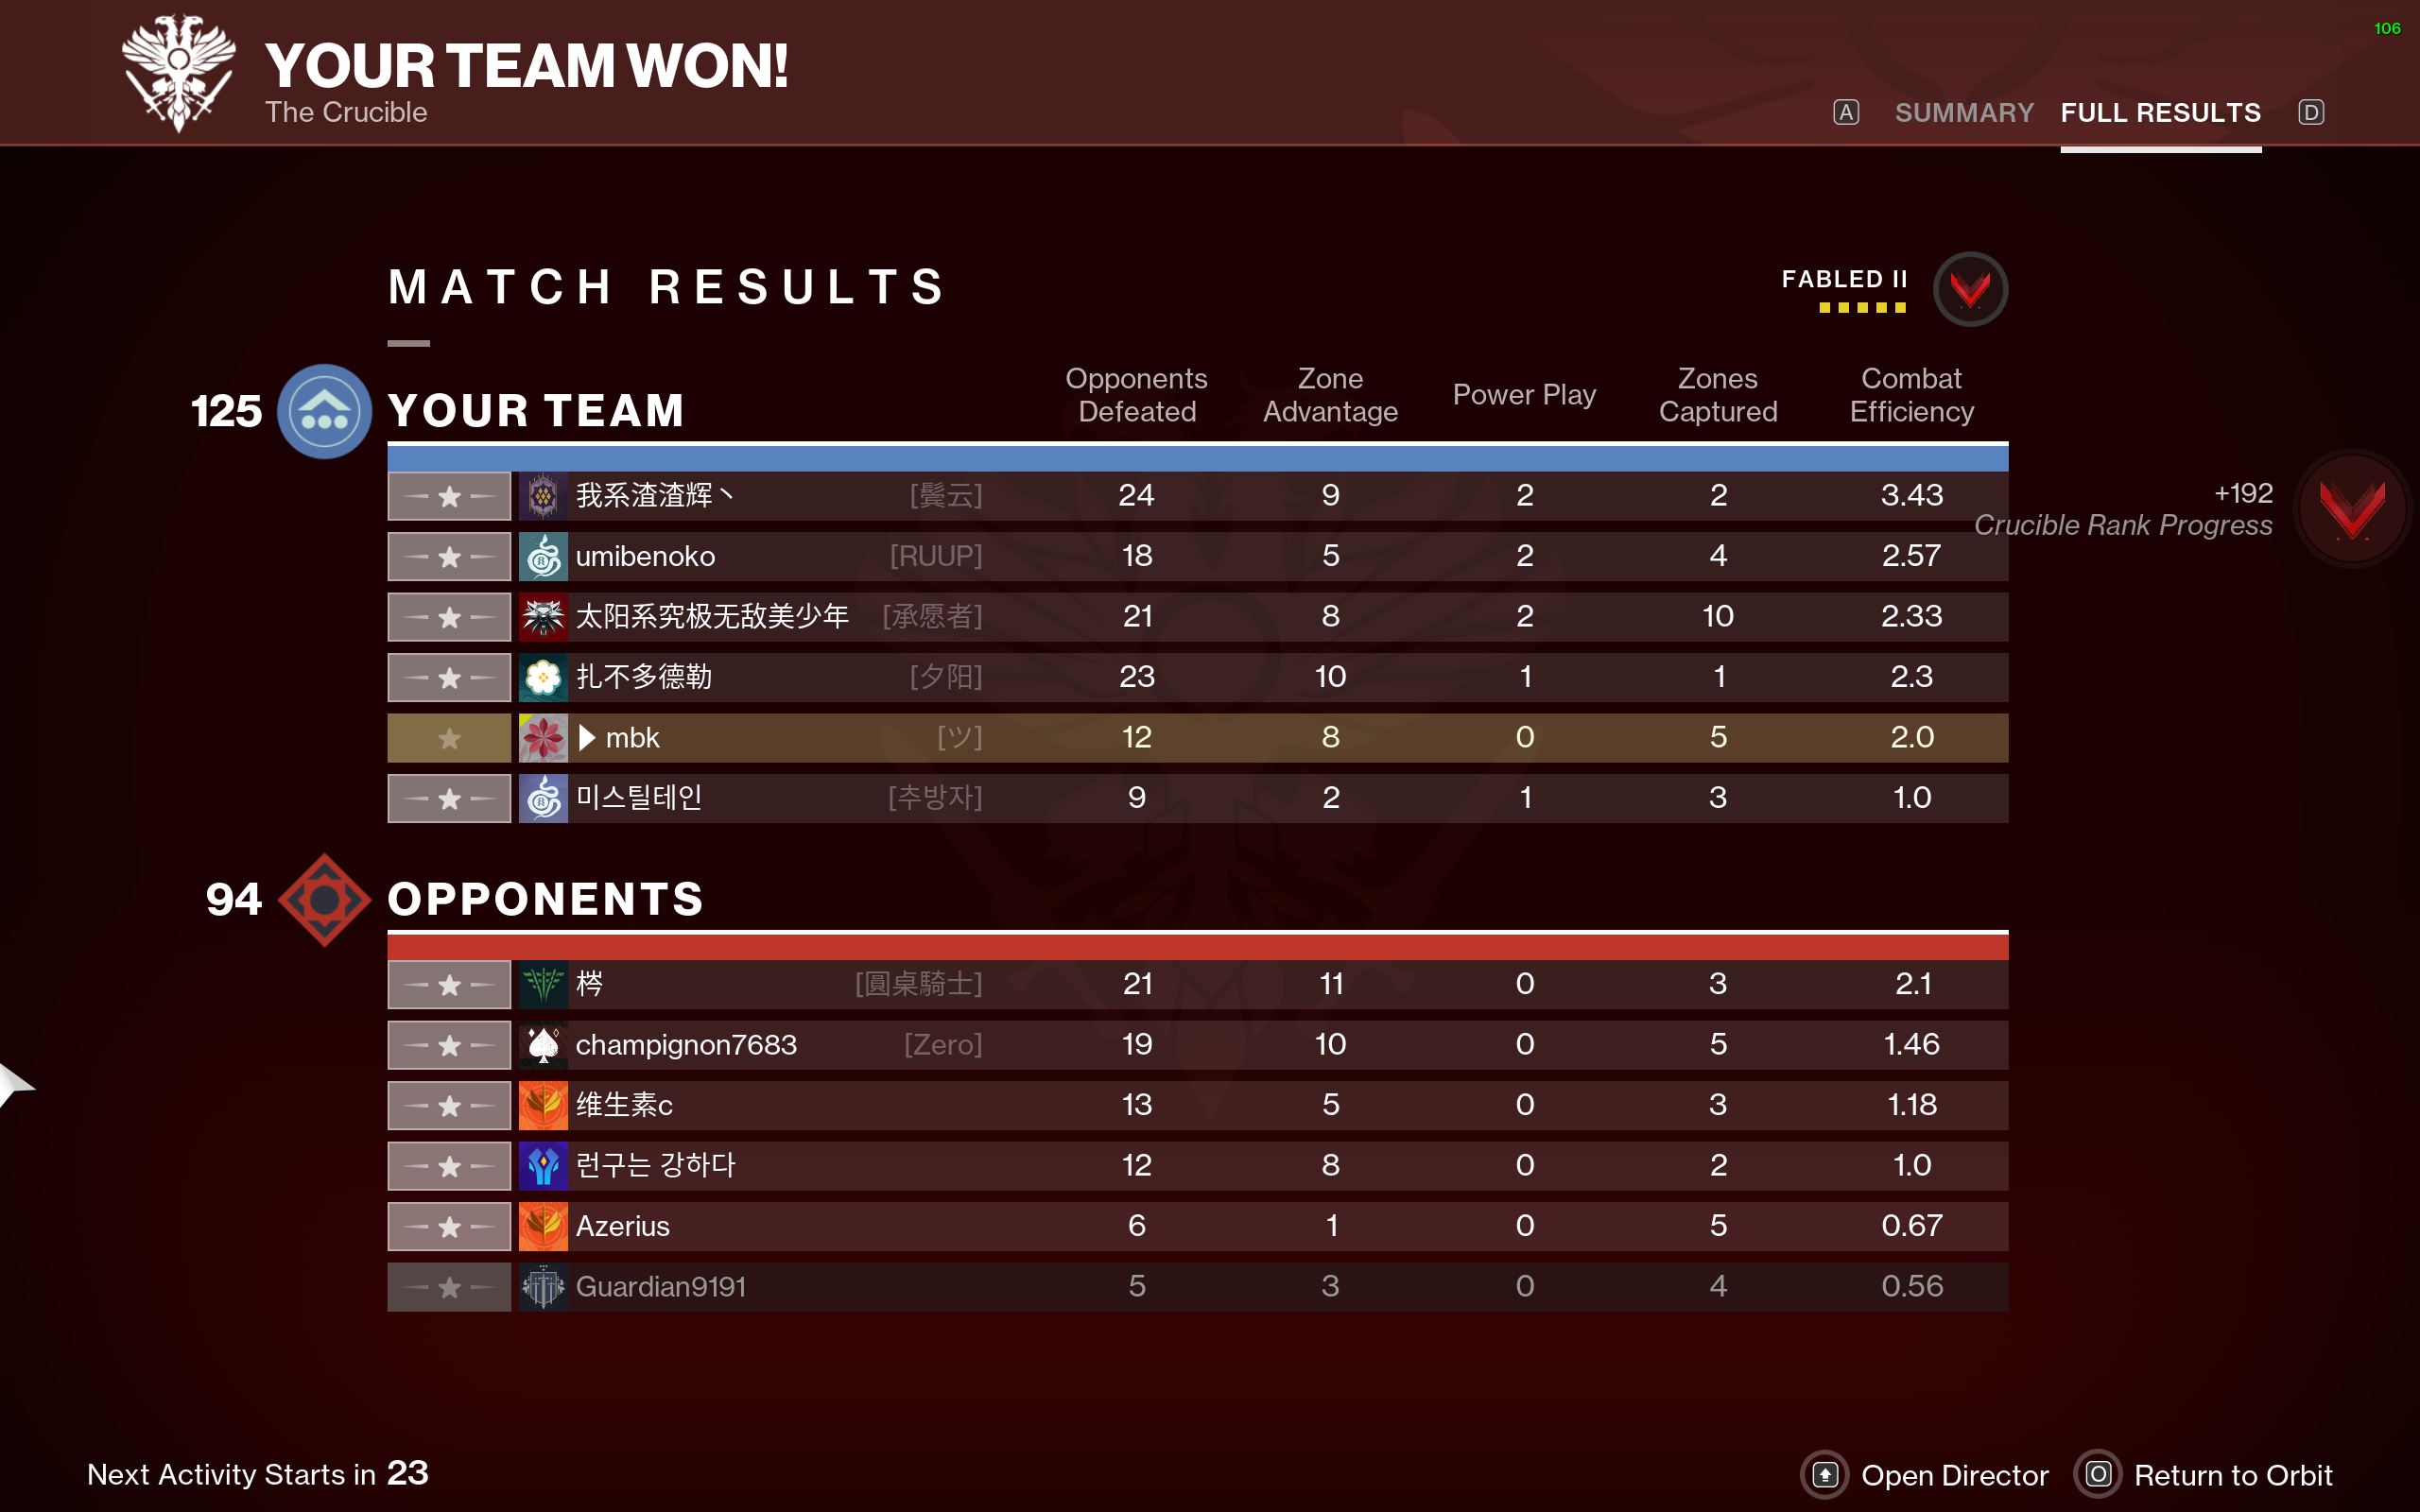 106
YOUR TEAM WON!
The Crucible
A SUMMARY FULL RESULTS D
MATCH RESULTS
FABLED II
125 YOUR TEAM
Opponents Defeated Zone Advantage Power Play Zones Captured Combat Efficiency
我系渣渣辉丶 [鬓云] 24 9 2 2 3.43
+192
Crucible Rank Progress
umibenoko [RUUP] 18 5 2 4 2.57
太阳系究极无敌美少年 [承愿者] 21 8 2 10 2.33
扎不多德勒 [夕阳] 23 10 1 1 2.3
mbk [ツ] 12 8 0 5 2.0
미스틸테인 [추방자] 9 2 1 3 1.0
94 OPPONENTS
梣 [圓桌騎士] 21 11 0 3 2.1
champignon7683 [Zero] 19 10 0 5 1.46
维生素c 13 5 0 3 1.18
런구는 강하다 12 8 0 2 1.0
Azerius 6 1 0 5 0.67
Guardian9191 5 3 0 4 0.56
Next Activity Starts in 23
Open Director O Return to Orbit